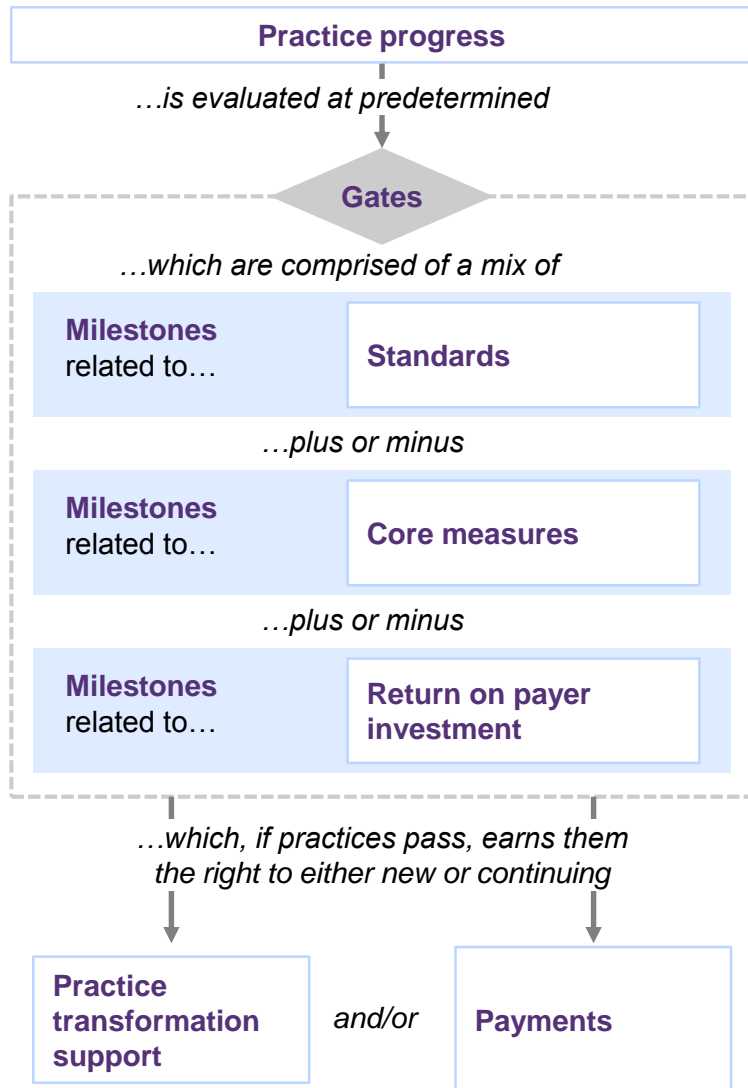 Practice progress
…is evaluated at predetermined
Gates
…which are comprised of a mix of
Milestones
related to…
Standards
…plus or minus
Milestones
related to…
Core measures
…plus or minus
Milestones
related to…
Return on payer
investment
…which, if practices pass, earns them
the right to either new or continuing
Practice
transformation
support
and/or
Payments